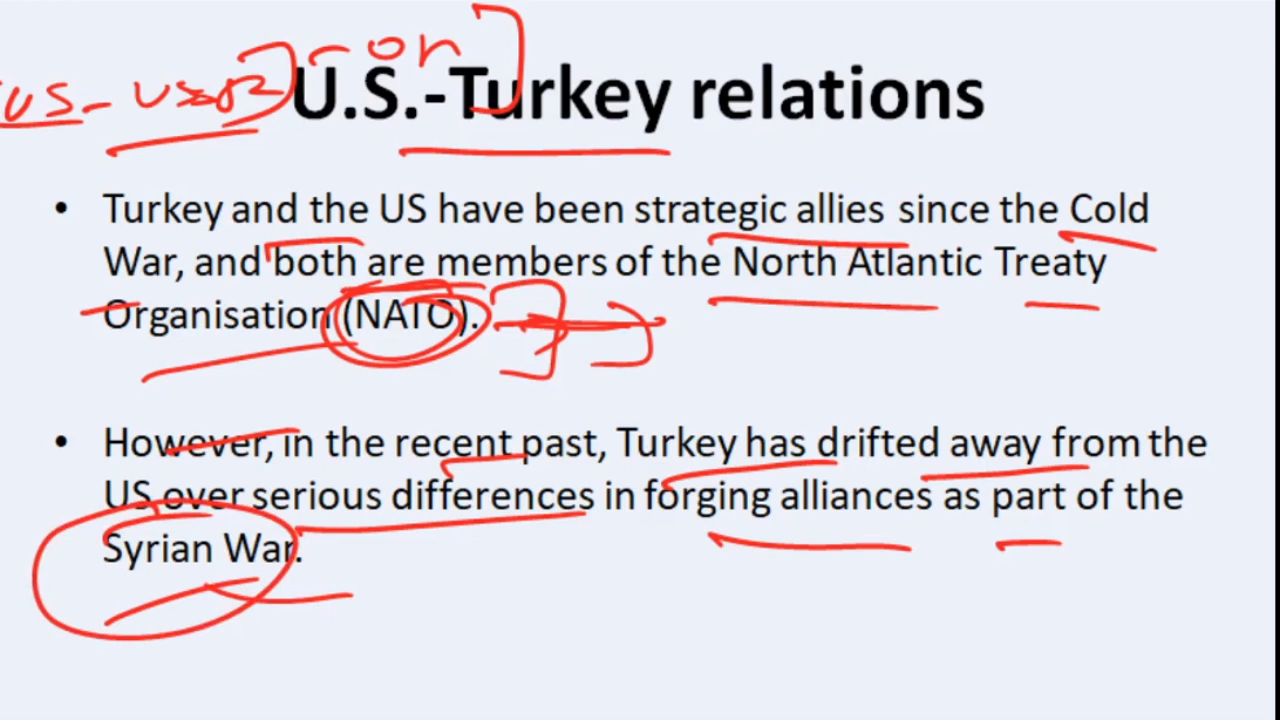 on
US - USSR
U.S.-Turkey relations
• Turkey and the US have been strategic allies since the Cold
War, and both are members of the North Atlantic Treaty
Organisation (NATO).
• However, in the recent past, Turkey has drifted away from the
US over serious differences in forging alliances as part of the
Syrian War.